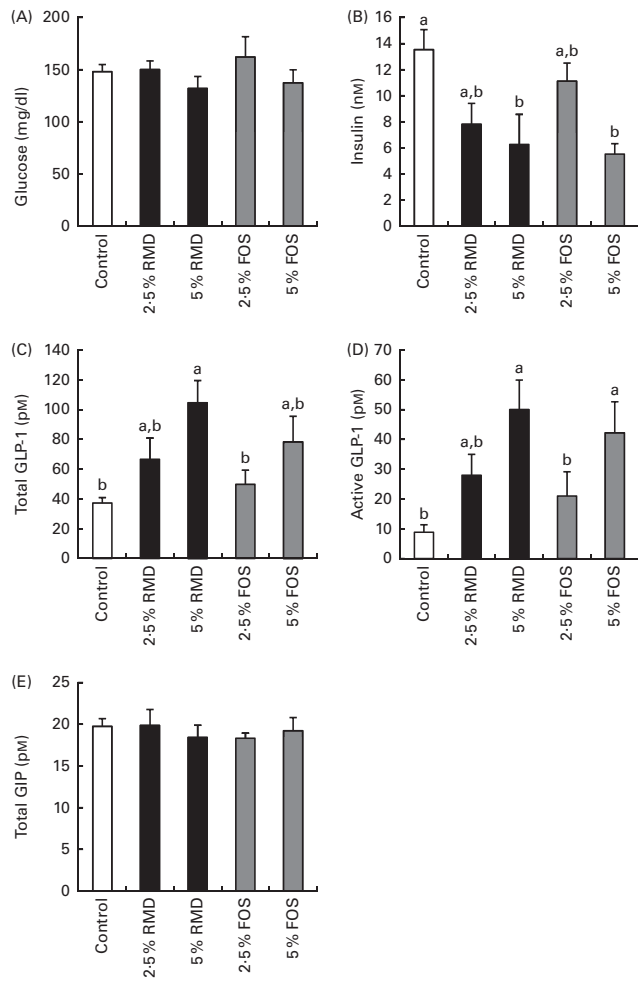 (A)
200
150
100
50
0
Glucose (mg/dl)
Control
2·5 % RMD
5 % RMD
2·5 % FOS
5 % FOS
(B)
16
14
12
10
8
6
4
2
0
Insulin (nM)
a
a,b
b
a,b
b
Control
2·5 % RMD
5 % RMD
2·5 % FOS
5 % FOS
(C)
140
120
100
80
60
40
20
0
Total GLP-1 (pM)
b
a,b
a
b
a,b
Control
2·5 % RMD
5 % RMD
2·5 % FOS
5 % FOS
(D)
70
60
50
40
30
20
10
0
Active GLP-1 (pM)
b
a,b
a
b
a
Control
2·5 % RMD
5 % RMD
2·5 % FOS
5 % FOS
(E)
25
20
15
10
5
0
Total GIP (pM)
Control
2·5 % RMD
5 % RMD
2·5 % FOS
5 % FOS